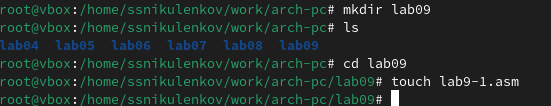 root@vbox:/home/ssnikulenkov/work/arch-pc# mkdir lab09
root@vbox:/home/ssnikulenkov/work/arch-pc# ls
lab04  lab05  lab06  lab07  lab08  lab09
root@vbox:/home/ssnikulenkov/work/arch-pc# cd lab09
root@vbox:/home/ssnikulenkov/work/arch-pc/lab09# touch lab9-1.asm
root@vbox:/home/ssnikulenkov/work/arch-pc/lab09#